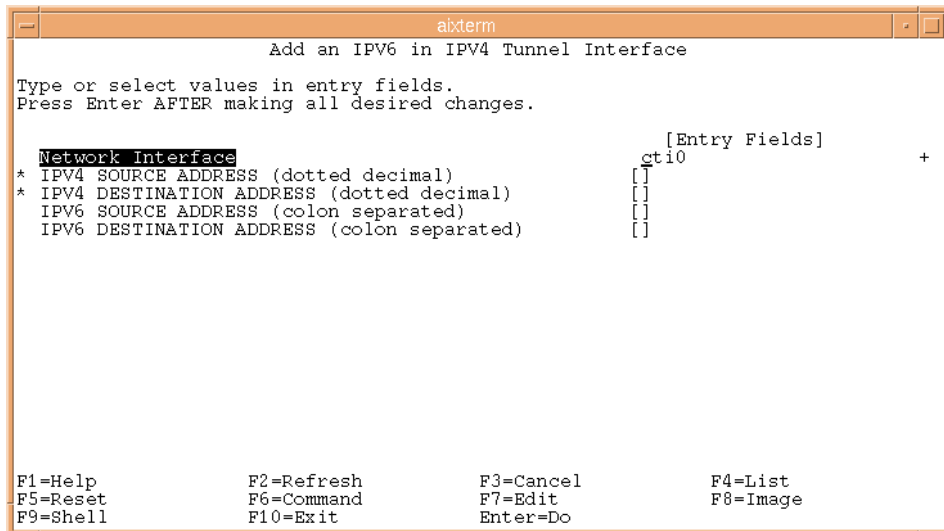 aixterm
Add an IPV6 in IPV4 Tunnel Interface
Type or select values in entry fields.
Press Enter AFTER making all desired changes.
[Entry Fields]
Network Interface cti0 +
* IPV4 SOURCE ADDRESS (dotted decimal) []
* IPV4 DESTINATION ADDRESS (dotted decimal) []
IPV6 SOURCE ADDRESS (colon separated) []
IPV6 DESTINATION ADDRESS (colon separated) []
F1=Help F2=Refresh F3=Cancel F4=List
F5=Reset F6=Command F7=Edit F8=Image
F9=Shell F10=Exit Enter=Do